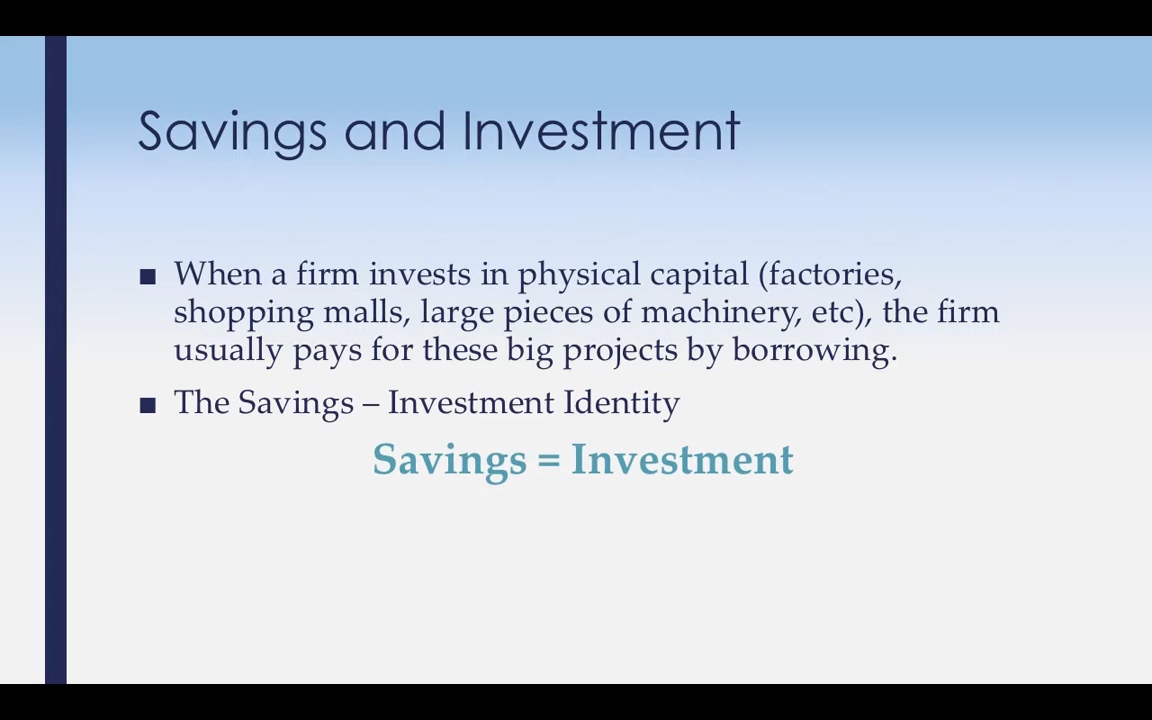 Savings and Investment
■ When a firm invests in physical capital (factories,
shopping malls, large pieces of machinery, etc), the firm
usually pays for these big projects by borrowing.
■ The Savings – Investment Identity
Savings = Investment